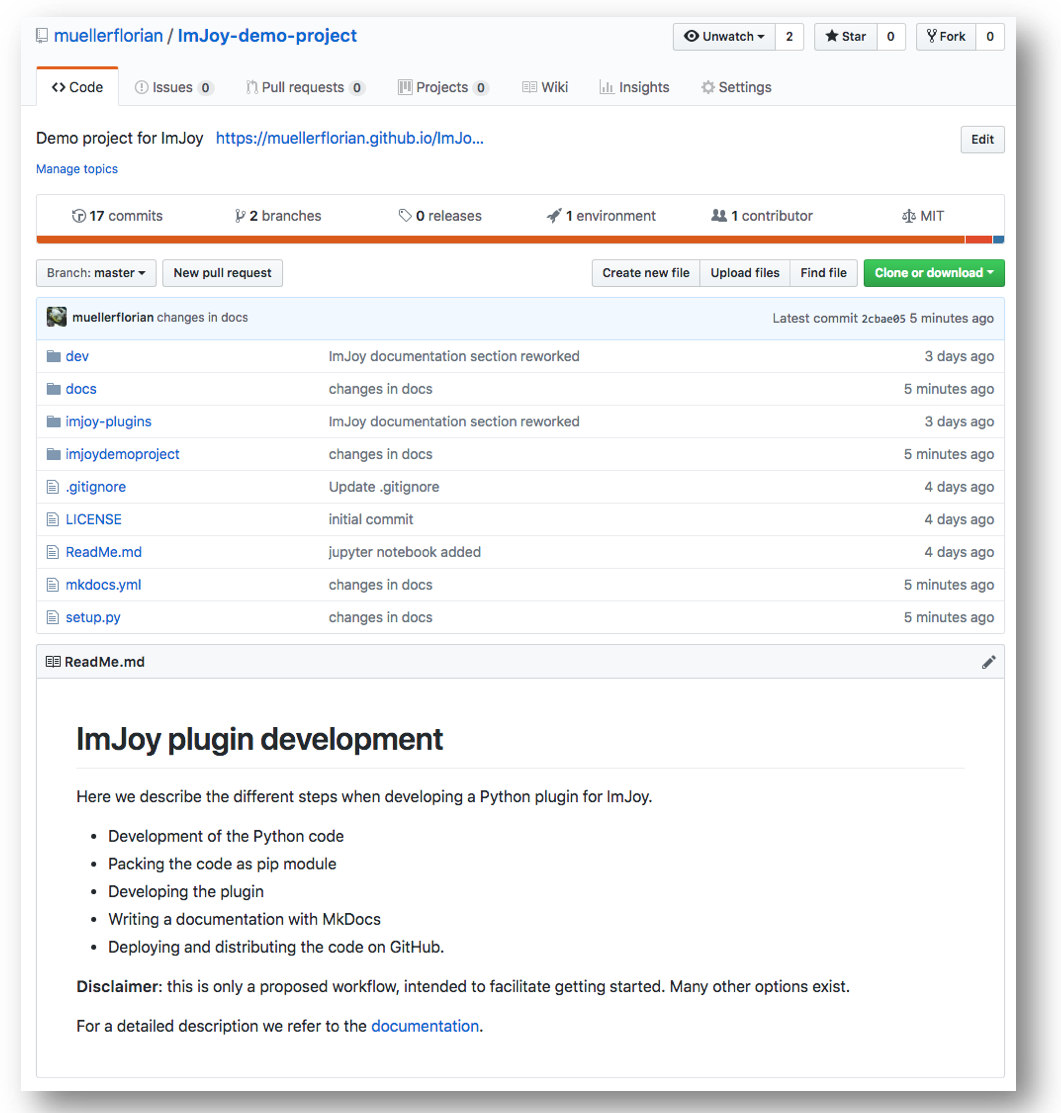 muellerflorian / ImJoy-demo-project Unwatch 2 Star 0 Fork 0
Code Issues 0 Pull requests 0 Projects 0 Wiki Insights Settings
Demo project for ImJoy https://muellerflorian.github.io/ImJo... Edit
Manage topics
17 commits 2 branches 0 releases 1 environment 1 contributor MIT
Branch: master New pull request Create new file Upload files Find file Clone or download
muellerflorian changes in docs Latest commit 2cbae05 5 minutes ago
dev ImJoy documentation section reworked 3 days ago
docs changes in docs 5 minutes ago
imjoy-plugins ImJoy documentation section reworked 3 days ago
imjoydemoproject changes in docs 5 minutes ago
.gitignore Update .gitignore 4 days ago
LICENSE initial commit 4 days ago
ReadMe.md jupyter notebook added 4 days ago
mkdocs.yml changes in docs 5 minutes ago
setup.py changes in docs 5 minutes ago
ReadMe.md
ImJoy plugin development
Here we describe the different steps when developing a Python plugin for ImJoy.
• Development of the Python code
• Packing the code as pip module
• Developing the plugin
• Writing a documentation with MkDocs
• Deploying and distributing the code on GitHub.
Disclaimer: this is only a proposed workflow, intended to facilitate getting started. Many other options exist.
For a detailed description we refer to the documentation.